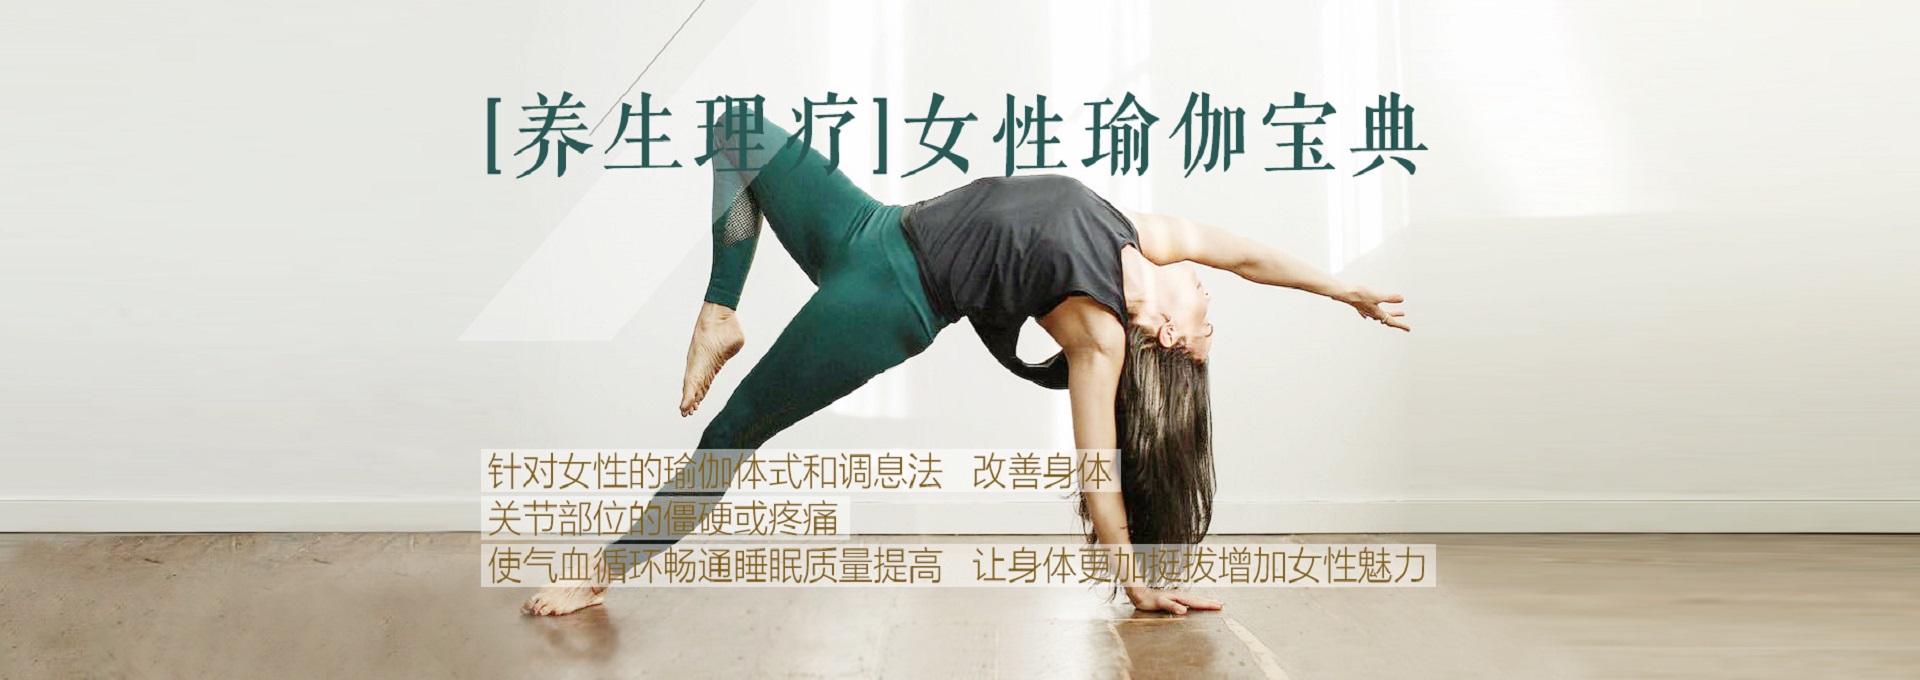 [养生理疗]女性瑜伽宝典
针对女性的瑜伽体式和调息法 改善身体
关节部位的僵硬或疼痛
使气血循环畅通睡眠质量提高 让身体更加挺拔增加女性魅力